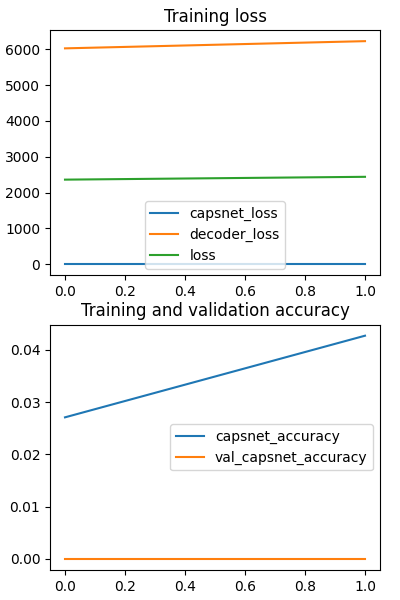 Training loss
6000
5000
4000
3000
2000
1000
0
capsnet_loss
decoder_loss
loss
0.0 0.2 0.4 0.6 0.8 1.0
Training and validation accuracy
0.04
0.03
0.02
0.01
0.00
capsnet_accuracy
val_capsnet_accuracy
0.0 0.2 0.4 0.6 0.8 1.0